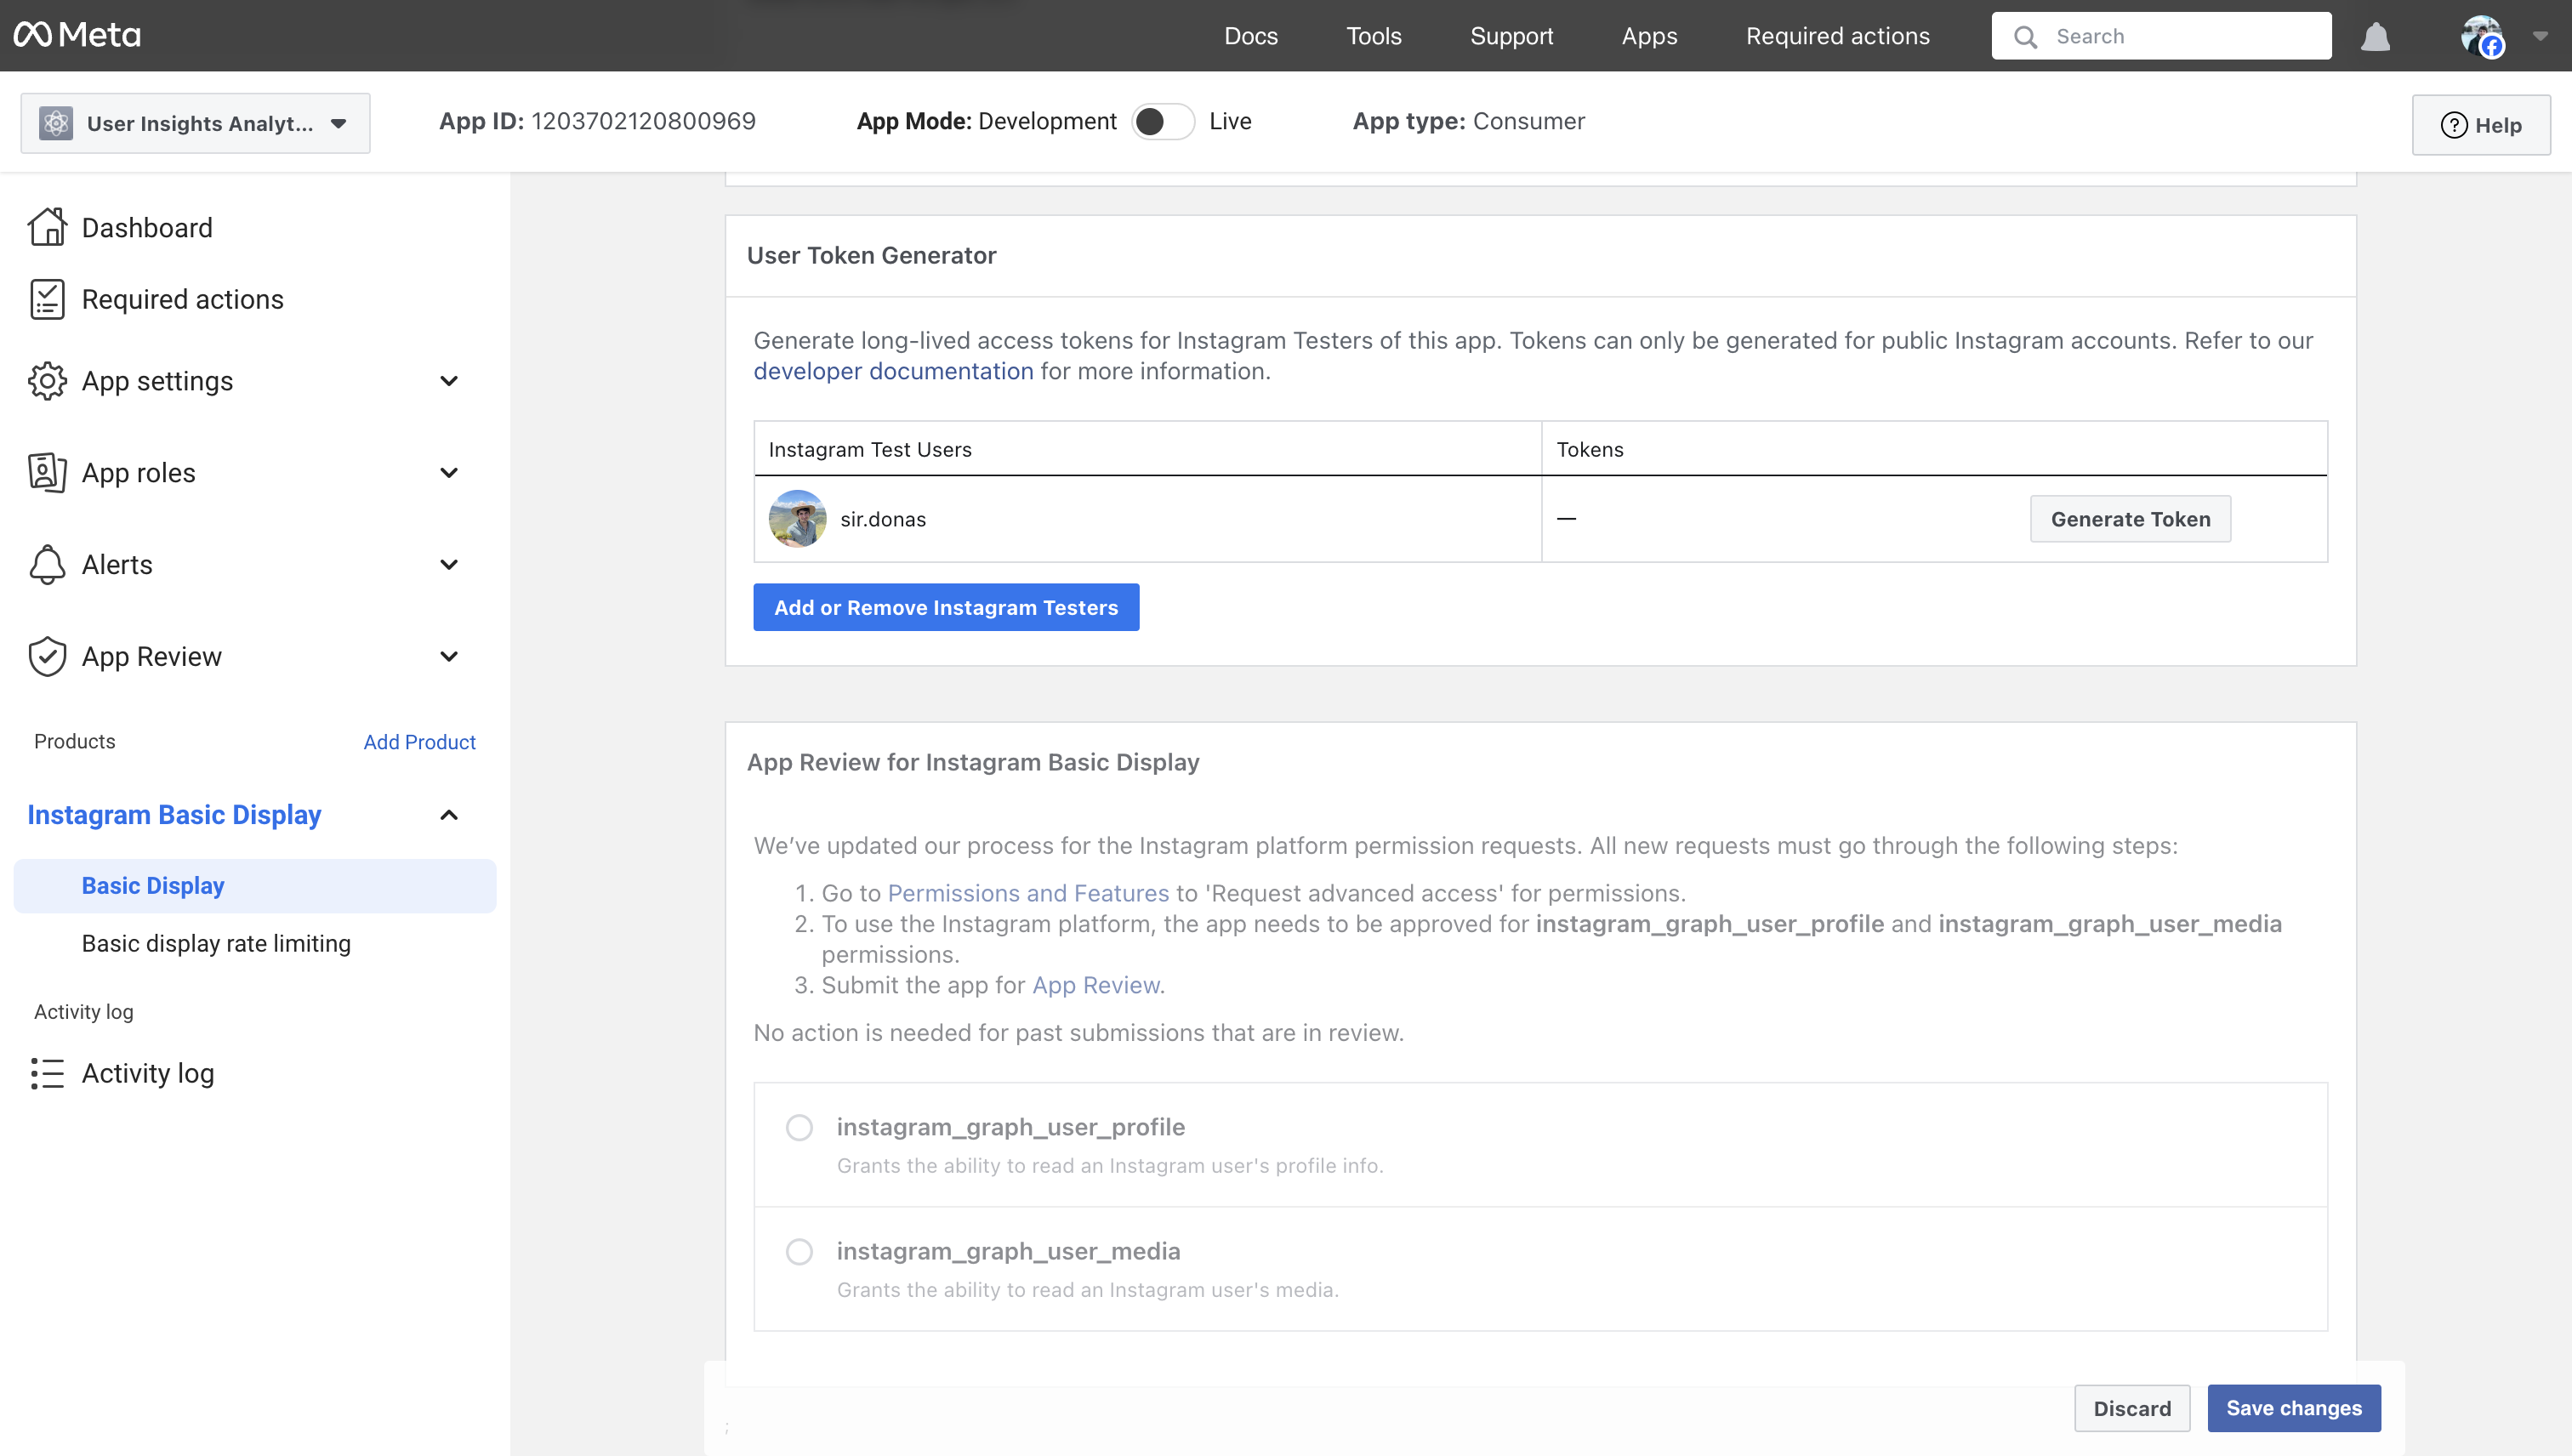 Meta
Docs
Tools
Support
Apps
Required actions
Search
User Insights Analyt...
App ID: 1203702120800969
App Mode: Development
Live
App type: Consumer
Help
Dashboard
Required actions
App settings
App roles
Alerts
App Review
Products
Add Product
Instagram Basic Display
Basic Display
Basic display rate limiting
Activity log
Activity log
User Token Generator
Generate long-lived access tokens for Instagram Testers of this app. Tokens can only be generated for public Instagram accounts. Refer to our
developer documentation for more information.
Instagram Test Users
Tokens
sir.donas
—
Generate Token
Add or Remove Instagram Testers
App Review for Instagram Basic Display
We’ve updated our process for the Instagram platform permission requests. All new requests must go through the following steps:
1. Go to Permissions and Features to 'Request advanced access' for permissions.
2. To use the Instagram platform, the app needs to be approved for instagram_graph_user_profile and instagram_graph_user_media
permissions.
3. Submit the app for App Review.
No action is needed for past submissions that are in review.
instagram_graph_user_profile
Grants the ability to read an Instagram user's profile info.
instagram_graph_user_media
Grants the ability to read an Instagram user's media.
;
Discard
Save changes